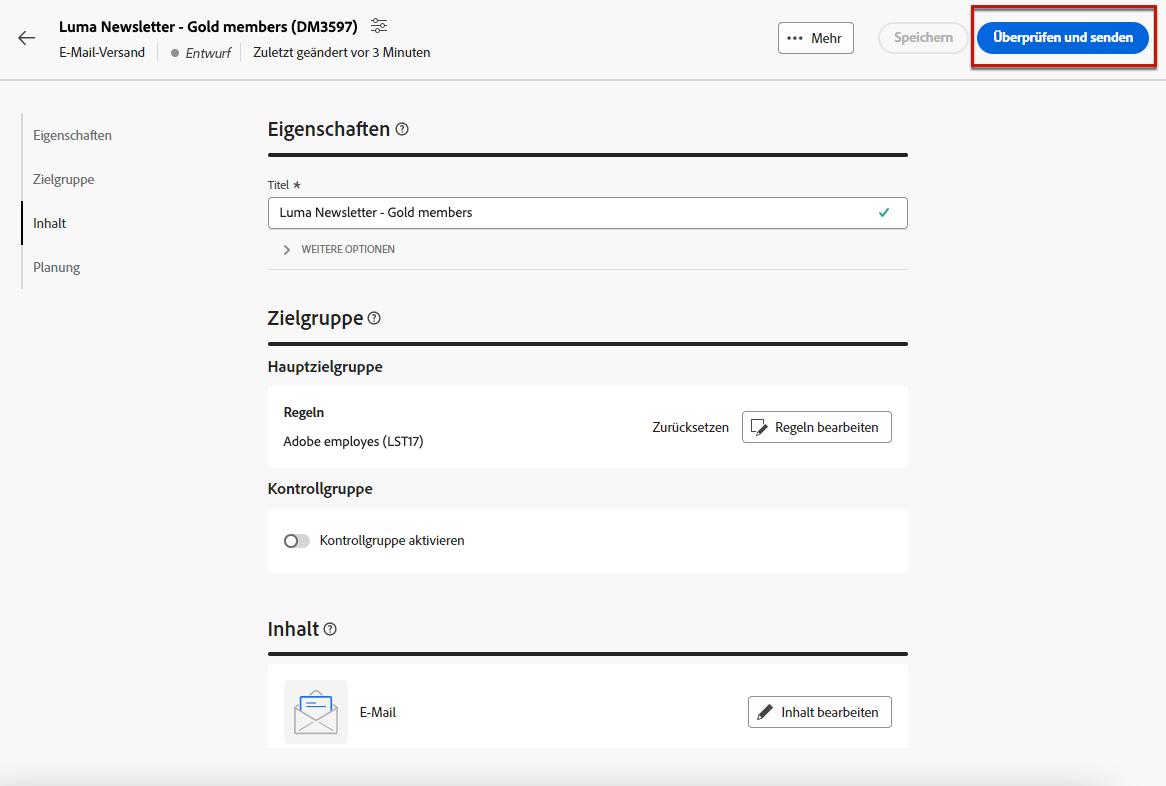 Luma Newsletter - Gold members (DM3597)
E-Mail-Versand Entwurf Zuletzt geändert vor 3 Minuten
Mehr
Speichern
Überprüfen und senden
Eigenschaften
Zielgruppe
Inhalt
Planung
Eigenschaften
Titel *
Luma Newsletter - Gold members
WEITERE OPTIONEN
Zielgruppe
Hauptzielgruppe
Regeln
Adobe employes (LST17)
Zurücksetzen
Regeln bearbeiten
Kontrollgruppe
Kontrollgruppe aktivieren
Inhalt
E-Mail
Inhalt bearbeiten